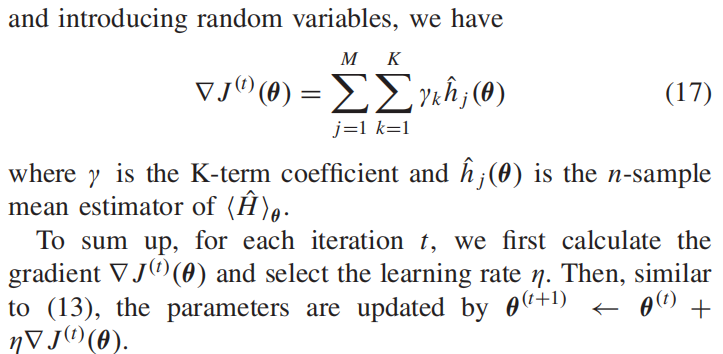 and introducing random variables, we have
∇J^(t)(θ) = ∑_{j=1}^{M} ∑_{k=1}^{K} γ_k ĥ_j(θ) (17)
where γ is the K-term coefficient and ĥ_j(θ) is the n-sample
mean estimator of ⟨Ĥ⟩_θ.
To sum up, for each iteration t, we first calculate the
gradient ∇J^(t)(θ) and select the learning rate η. Then, similar
to (13), the parameters are updated by θ^(t+1) ← θ^(t) +
η∇J^(t)(θ).